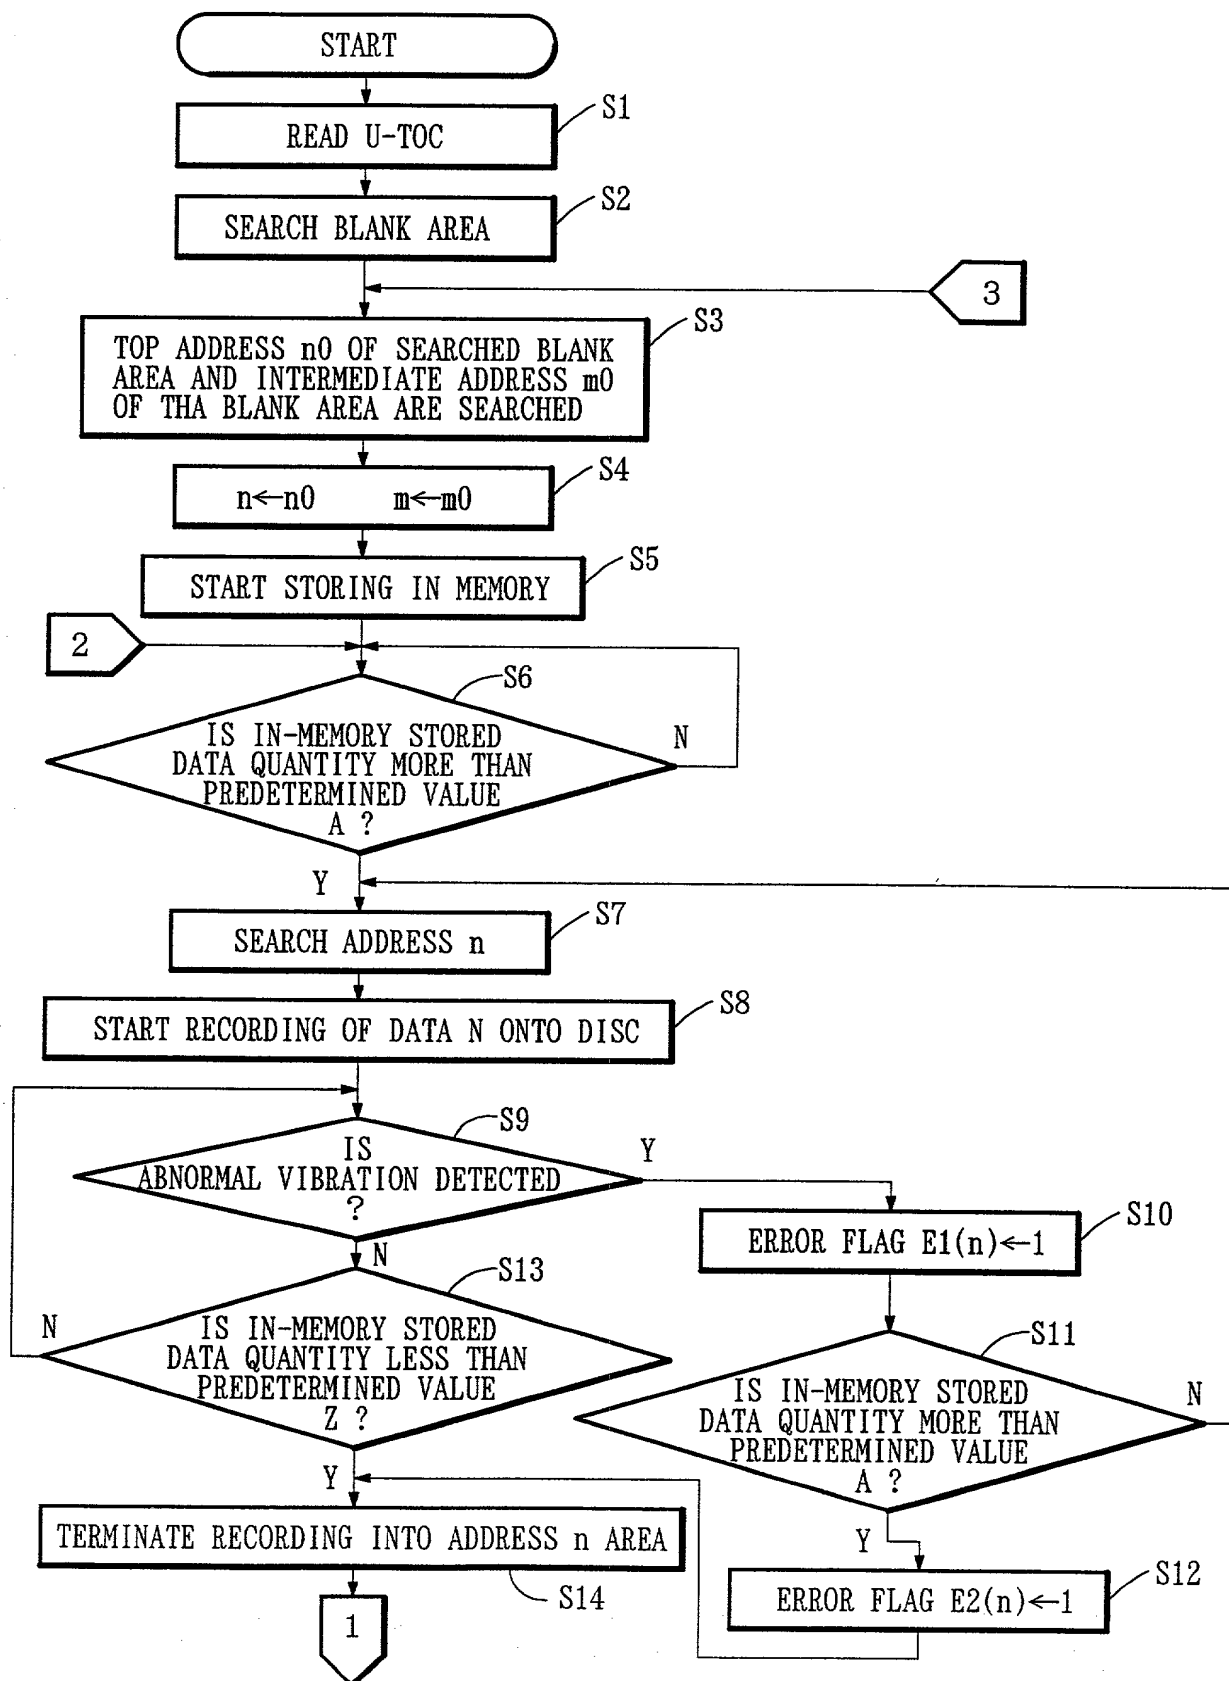 START
S1
READ U-TOC
S2
SEARCH BLANK AREA
3
S3
TOP ADDRESS n0 OF SEARCHED BLANK
AREA AND INTERMEDIATE ADDRESS m0
OF THA BLANK AREA ARE SEARCHED
S4
n←n0 m←m0
S5
START STORING IN MEMORY
2
S6
IS IN-MEMORY STORED
DATA QUANTITY MORE THAN
PREDETERMINED VALUE
A ?
N
Y
S7
SEARCH ADDRESS n
S8
START RECORDING OF DATA N ONTO DISC
S9
IS
ABNORMAL VIBRATION DETECTED
?
Y
N
S10
ERROR FLAG E1(n)←1
S13
IS IN-MEMORY STORED
DATA QUANTITY LESS THAN
PREDETERMINED VALUE
Z ?
N
Y
S11
IS IN-MEMORY STORED
DATA QUANTITY MORE THAN
PREDETERMINED VALUE
A ?
N
Y
TERMINATE RECORDING INTO ADDRESS n AREA
S14
S12
ERROR FLAG E2(n)←1
1